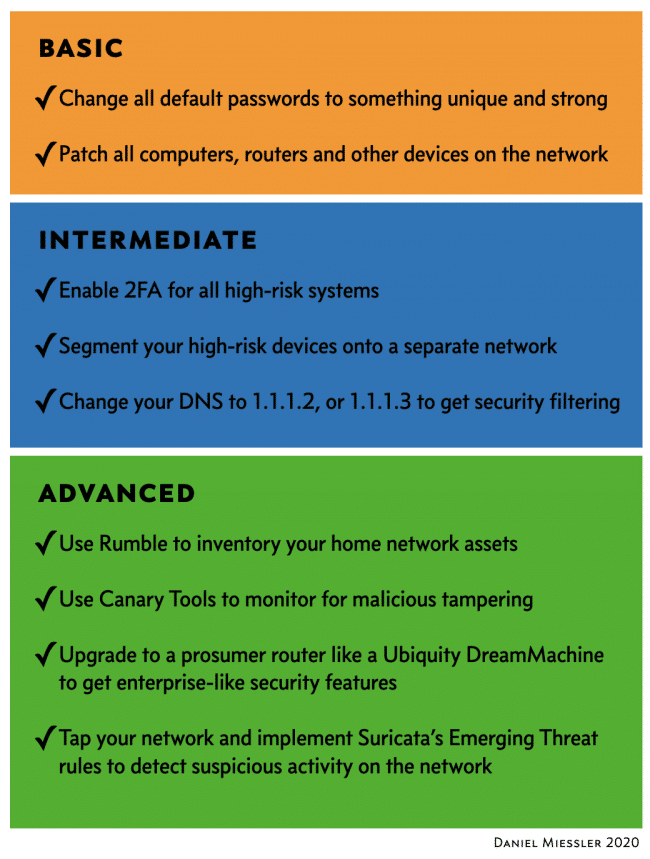 BASIC
✓Change all default passwords to something unique and strong
✓Patch all computers, routers and other devices on the network
INTERMEDIATE
✓Enable 2FA for all high-risk systems
✓Segment your high-risk devices onto a separate network
✓Change your DNS to 1.1.1.2, or 1.1.1.3 to get security filtering
ADVANCED
✓Use Rumble to inventory your home network assets
✓Use Canary Tools to monitor for malicious tampering
✓Upgrade to a prosumer router like a Ubiquity DreamMachine
to get enterprise-like security features
✓Tap your network and implement Suricata's Emerging Threat
rules to detect suspicious activity on the network
Daniel Miessler 2020